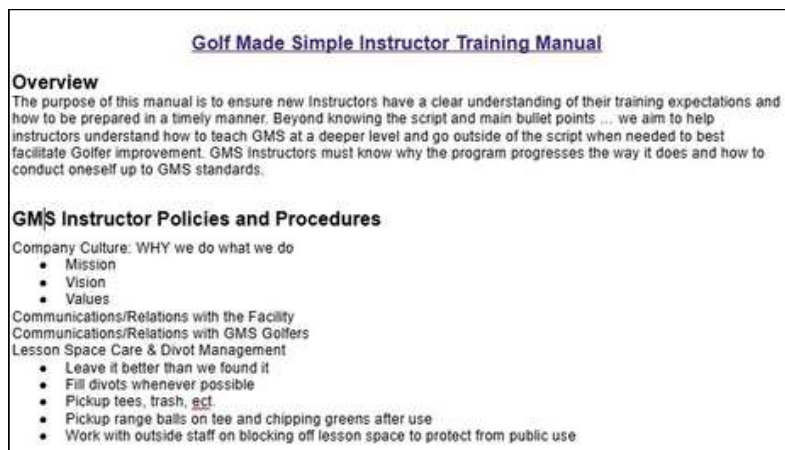 Golf Made Simple Instructor Training Manual
Overview
The purpose of this manual is to ensure new Instructors have a clear understanding of their training expectations and
how to be prepared in a timely manner. Beyond knowing the script and main bullet points ... we aim to help
instructors understand how to teach GMS at a deeper level and go outside of the script when needed to best
facilitate Golfer improvement. GMS Instructors must know why the program progresses the way it does and how to
conduct oneself up to GMS standards.
GMS Instructor Policies and Procedures
Company Culture: WHY we do what we do
• Mission
• Vision
• Values
Communications/Relations with the Facility
Communications/Relations with GMS Golfers
Lesson Space Care & Divot Management
• Leave it better than we found it
• Fill divots whenever possible
• Pickup tees, trash, ect.
• Pickup range balls on tee and chipping greens after use
• Work with outside staff on blocking off lesson space to protect from public use